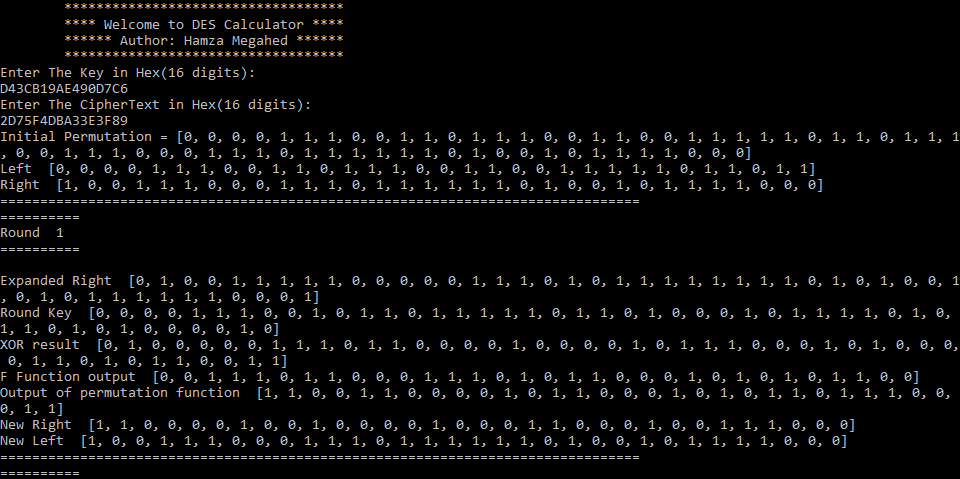 ***********************************
**** Welcome to DES Calculator ****
****** Author: Hamza Megahed ******
***********************************
Enter The Key in Hex(16 digits):
D43CB19AE490D7C6
Enter The CipherText in Hex(16 digits):
2D75F4DBA33E3F89
Initial Permutation = [0, 0, 0, 0, 1, 1, 1, 0, 0, 1, 1, 0, 1, 1, 1, 0, 0, 1, 1, 0, 0, 1, 1, 1, 1, 1, 0, 1, 1, 0, 1, 1, 1
, 0, 0, 1, 1, 1, 0, 0, 0, 1, 1, 1, 0, 1, 1, 1, 1, 1, 1, 0, 1, 0, 0, 1, 0, 1, 1, 1, 1, 0, 0, 0]
Left  [0, 0, 0, 0, 1, 1, 1, 0, 0, 1, 1, 0, 1, 1, 1, 0, 0, 1, 1, 0, 0, 1, 1, 1, 1, 1, 0, 1, 1, 0, 1, 1]
Right  [1, 0, 0, 1, 1, 1, 0, 0, 0, 1, 1, 1, 0, 1, 1, 1, 1, 1, 1, 0, 1, 0, 0, 1, 0, 1, 1, 1, 1, 0, 0, 0]
================================================================================
==========
Round  1
==========
Expanded Right  [0, 1, 0, 0, 1, 1, 1, 1, 1, 0, 0, 0, 0, 0, 1, 1, 1, 0, 1, 0, 1, 1, 1, 1, 1, 1, 1, 1, 0, 1, 0, 1, 0, 0, 1
, 0, 1, 0, 1, 1, 1, 1, 1, 1, 0, 0, 0, 1]
Round Key  [0, 0, 0, 0, 1, 1, 1, 0, 0, 1, 0, 1, 1, 0, 1, 1, 1, 1, 1, 0, 1, 1, 0, 1, 0, 0, 0, 1, 0, 1, 1, 1, 1, 0, 1, 0,
1, 1, 0, 1, 0, 1, 0, 0, 0, 0, 1, 0]
XOR result  [0, 1, 0, 0, 0, 0, 0, 1, 1, 1, 0, 1, 1, 0, 0, 0, 0, 1, 0, 0, 0, 0, 1, 0, 1, 1, 1, 0, 0, 0, 1, 0, 1, 0, 0, 0,
0, 1, 1, 0, 1, 0, 1, 1, 0, 0, 1, 1]
F Function output  [0, 0, 1, 1, 1, 0, 1, 1, 0, 0, 0, 1, 1, 1, 0, 1, 0, 1, 1, 0, 0, 0, 1, 0, 1, 0, 1, 0, 1, 1, 0, 0]
Output of permutation function  [1, 1, 0, 0, 1, 1, 0, 0, 0, 0, 1, 0, 1, 1, 0, 0, 0, 1, 0, 1, 0, 1, 1, 0, 1, 1, 1, 0, 0,
0, 1, 1]
New Right  [1, 1, 0, 0, 0, 0, 1, 0, 0, 1, 0, 0, 0, 0, 1, 0, 0, 0, 1, 1, 0, 0, 0, 1, 0, 0, 1, 1, 1, 0, 0, 0]
New Left  [1, 0, 0, 1, 1, 1, 0, 0, 0, 1, 1, 1, 0, 1, 1, 1, 1, 1, 1, 0, 1, 0, 0, 1, 0, 1, 1, 1, 1, 0, 0, 0]
================================================================================
==========